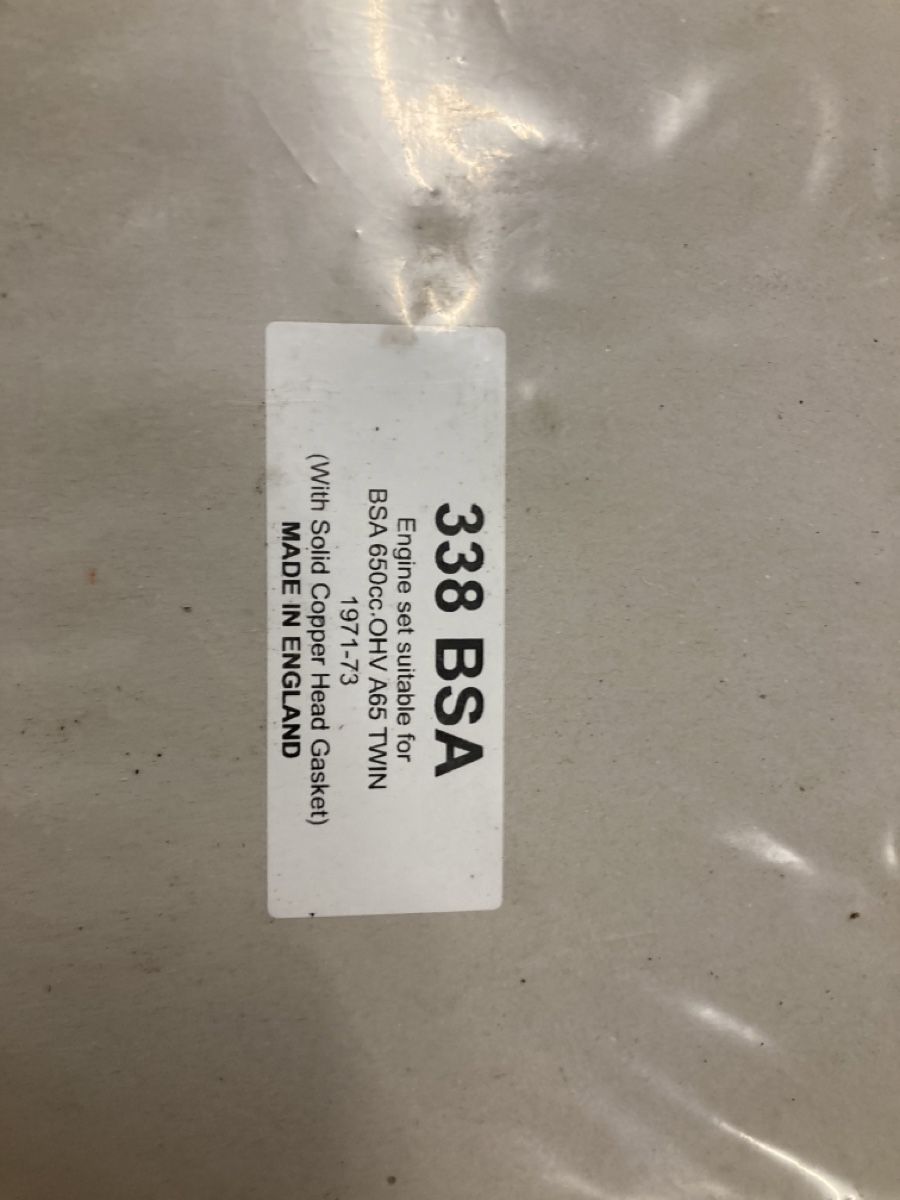 338 BSA
Engine set suitable for
BSA 650cc.OHV A65 TWIN
1971-73
(With Solid Copper Head Gasket)
MADE IN ENGLAND